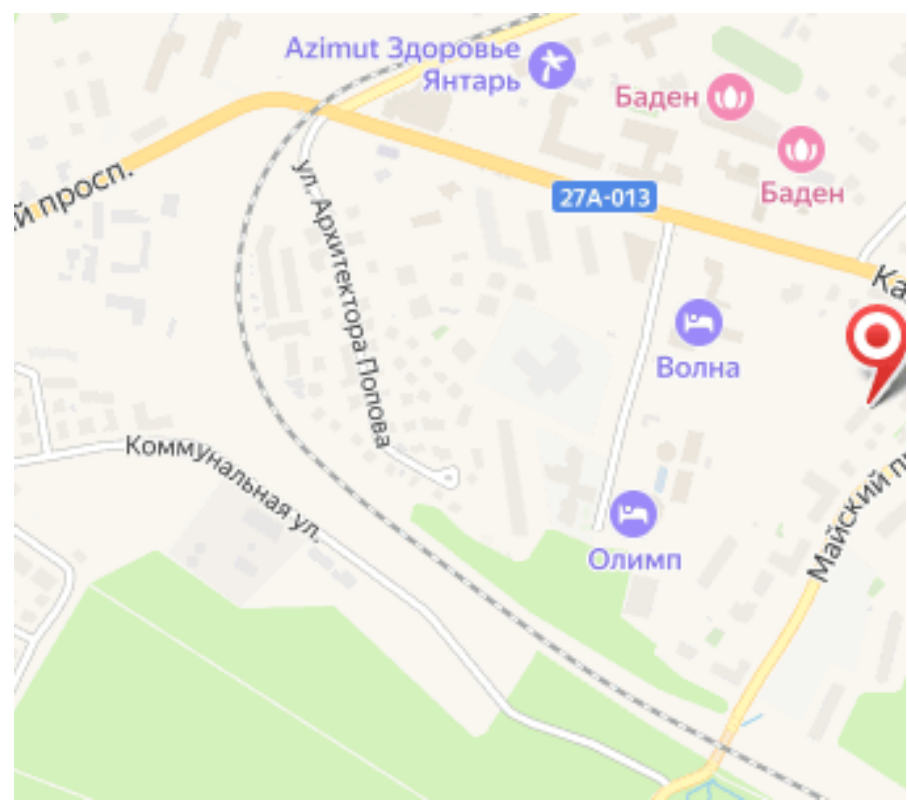 Azimut Здоровье
Янтарь
Баден
Баден
27А-013
й просп.
ул. Архитектора Попова
Ка
Волна
Коммунальная ул.
Олимп
Майский п